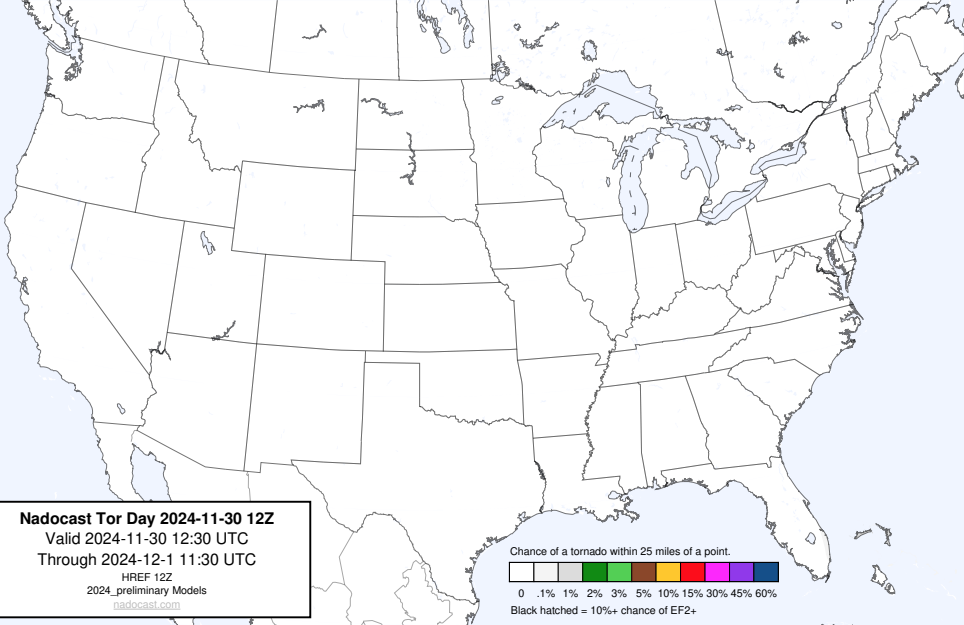 Nadocast Tor Day 2024-11-30 12Z
Valid 2024-11-30 12:30 UTC
Through 2024-12-1 11:30 UTC
HREF 12Z
2024_preliminary Models
nadocast.com
Chance of a tornado within 25 miles of a point.
0 .1% 1% 2% 3% 5% 10% 15% 30% 45% 60%
Black hatched = 10%+ chance of EF2+